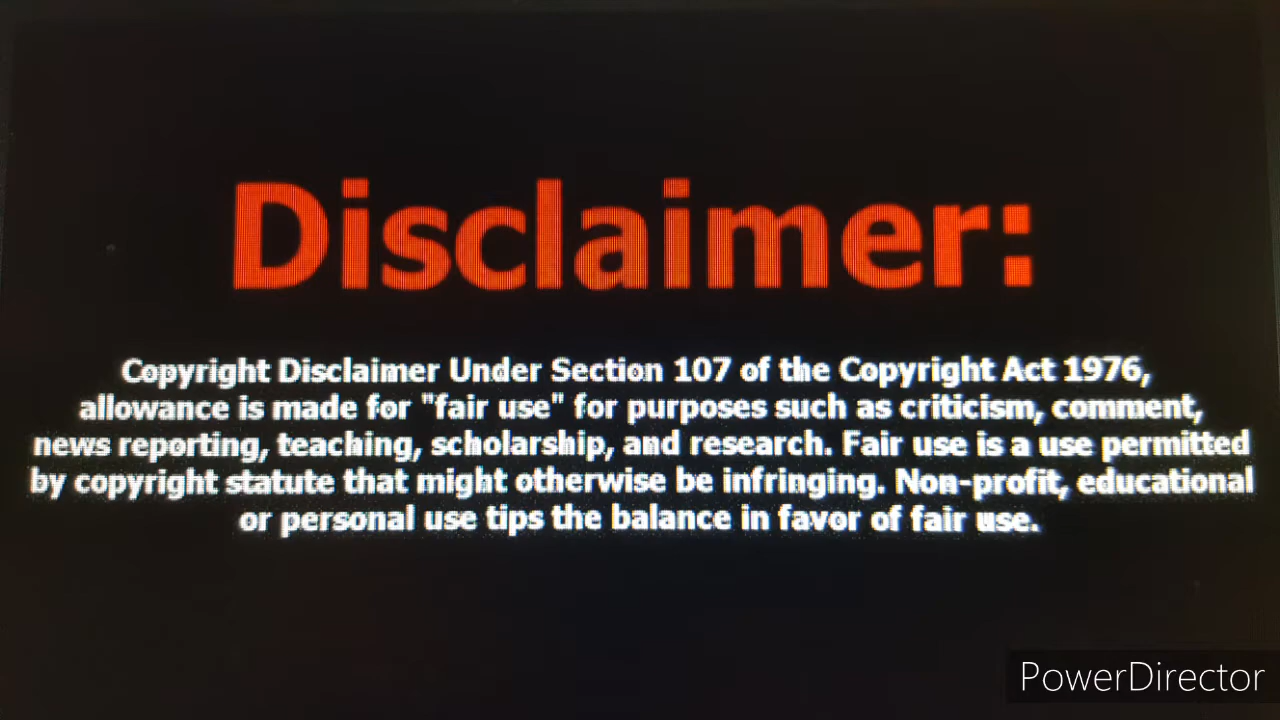 Disclaimer:
Copyright Disclaimer Under Section 107 of the Copyright Act 1976,
allowance is made for "fair use" for purposes such as criticism, comment,
news reporting, teaching, scholarship, and research. Fair use is a use permitted
by copyright statute that might otherwise be infringing. Non-profit, educational
or personal use tips the balance in favor of fair use.
PowerDirector